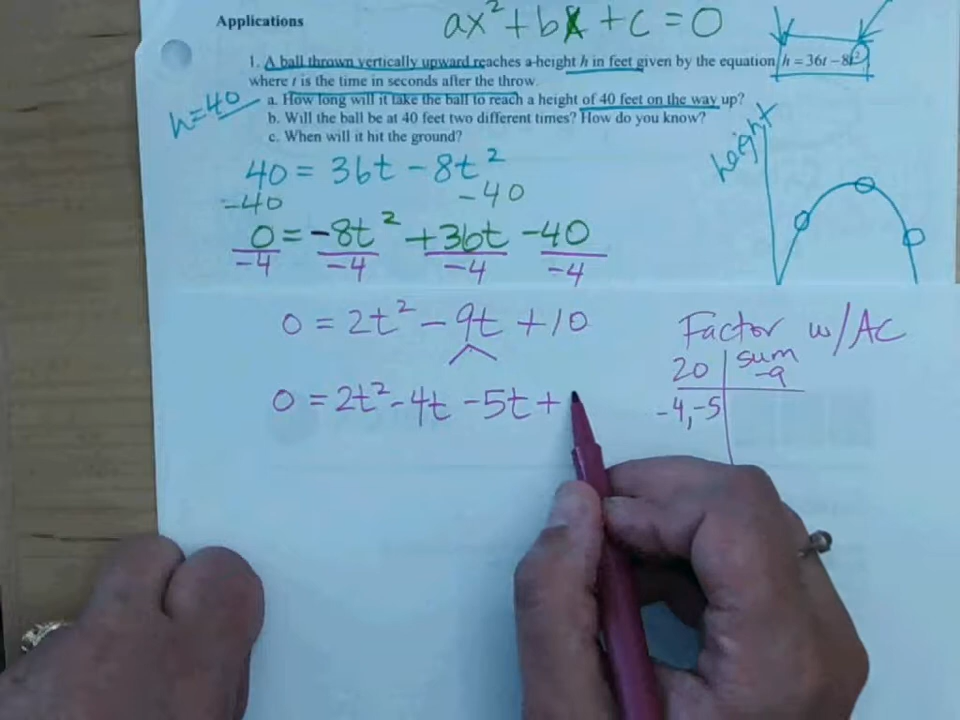 Applications
ax² + bx + c = 0
1. A ball thrown vertically upward reaches a height h in feet given by the equation h = 36t – 8t²
where t is the time in seconds after the throw.
a. How long will it take the ball to reach a height of 40 feet on the way up?
b. Will the ball be at 40 feet two different times? How do you know?
c. When will it hit the ground?
h=40
height
40 = 36t - 8t²
-40 -40
0 = -8t² + 36t - 40
-4 -4 -4 -4
0 = 2t² - 9t + 10
Factor w/AC
20 sum
-9
0 = 2t² - 4t - 5t +
-4,-5